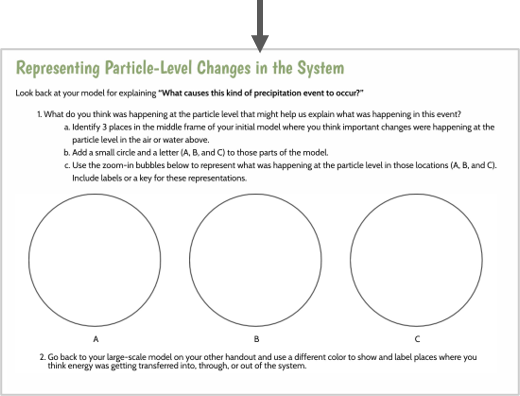 Representing Particle-Level Changes in the System
Look back at your model for explaining "What causes this kind of precipitation event to occur?"
1. What do you think was happening at the particle level that might help us explain what was happening in this event?
a. Identify 3 places in the middle frame of your initial model where you think important changes were happening at the
particle level in the air or water above.
b. Add a small circle and a letter (A, B, and C) to those parts of the model.
c. Use the zoom-in bubbles below to represent what was happening at the particle level in those locations (A, B, and C).
Include labels or a key for these representations.
A B C
2. Go back to your large-scale model on your other handout and use a different color to show and label places where you
think energy was getting transferred into, through, or out of the system.